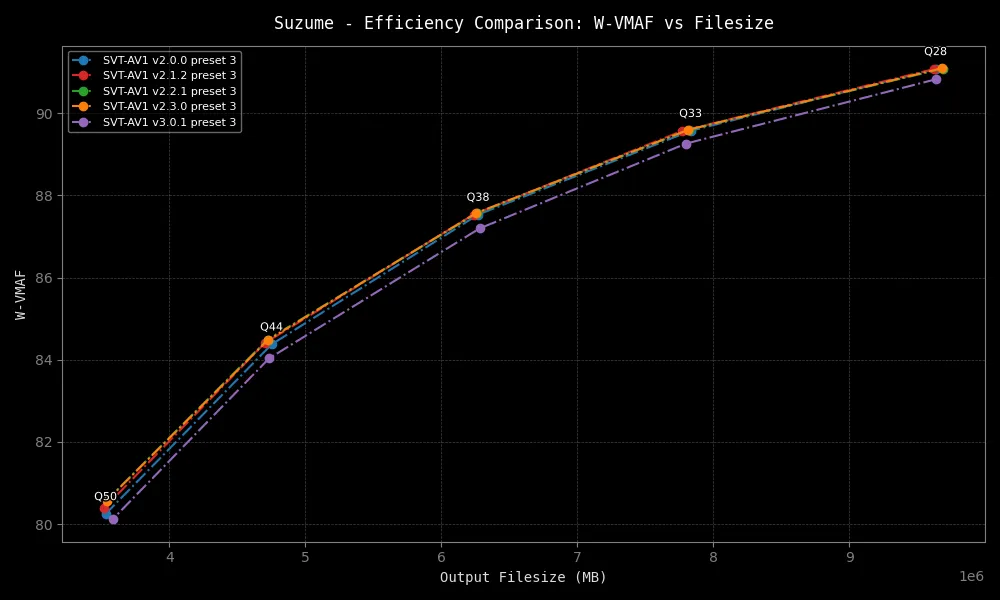 Suzume - Efficiency Comparison: W-VMAF vs Filesize
SVT-AV1 v2.0.0 preset 3
SVT-AV1 v2.1.2 preset 3
SVT-AV1 v2.2.1 preset 3
SVT-AV1 v2.3.0 preset 3
SVT-AV1 v3.0.1 preset 3
Q28
Q33
Q38
Q44
Q50
W-VMAF
90
88
86
84
82
80
4 5 6 7 8 9
1e6
Output Filesize (MB)